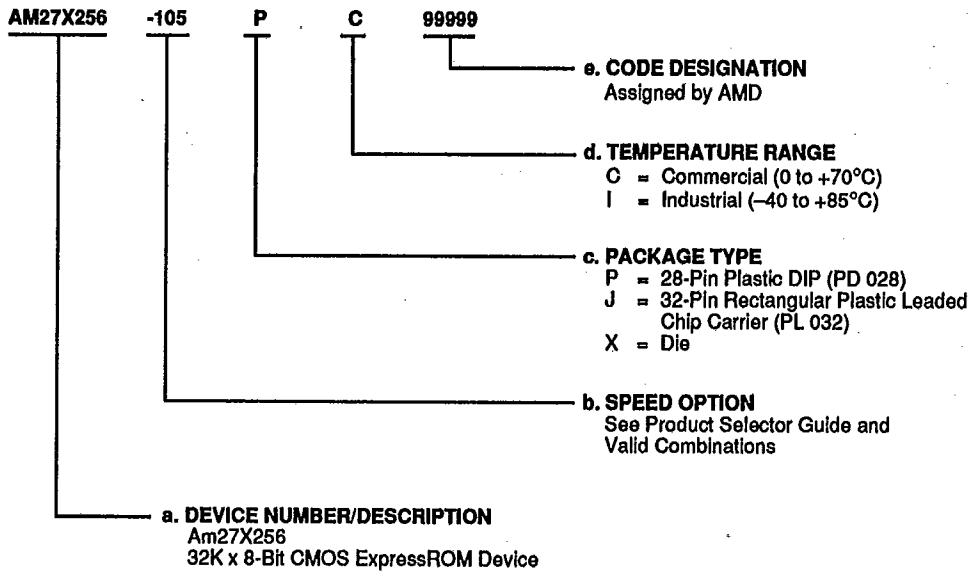 AM27X256 -105 P C 99999
e. CODE DESIGNATION
Assigned by AMD
d. TEMPERATURE RANGE
C = Commercial (0 to +70°C)
I = Industrial (–40 to +85°C)
c. PACKAGE TYPE
P = 28-Pin Plastic DIP (PD 028)
J = 32-Pin Rectangular Plastic Leaded
Chip Carrier (PL 032)
X = Die
b. SPEED OPTION
See Product Selector Guide and
Valid Combinations
a. DEVICE NUMBER/DESCRIPTION
Am27X256
32K x 8-Bit CMOS ExpressROM Device